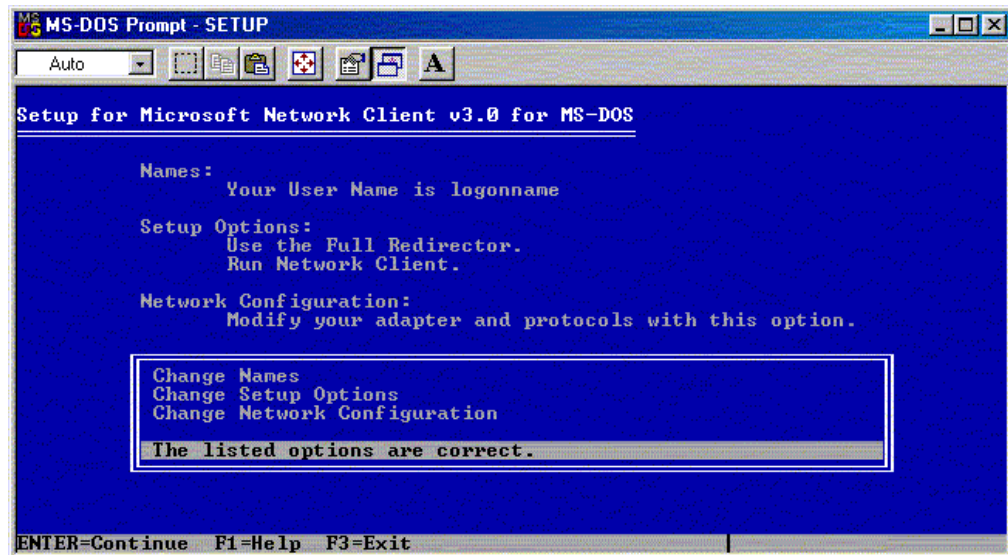 MS-DOS Prompt - SETUP
Auto
A
Setup for Microsoft Network Client v3.0 for MS-DOS
Names:
Your User Name is logonname
Setup Options:
Use the Full Redirector.
Run Network Client.
Network Configuration:
Modify your adapter and protocols with this option.
Change Names
Change Setup Options
Change Network Configuration
The listed options are correct.
ENTER=Continue F1=Help F3=Exit